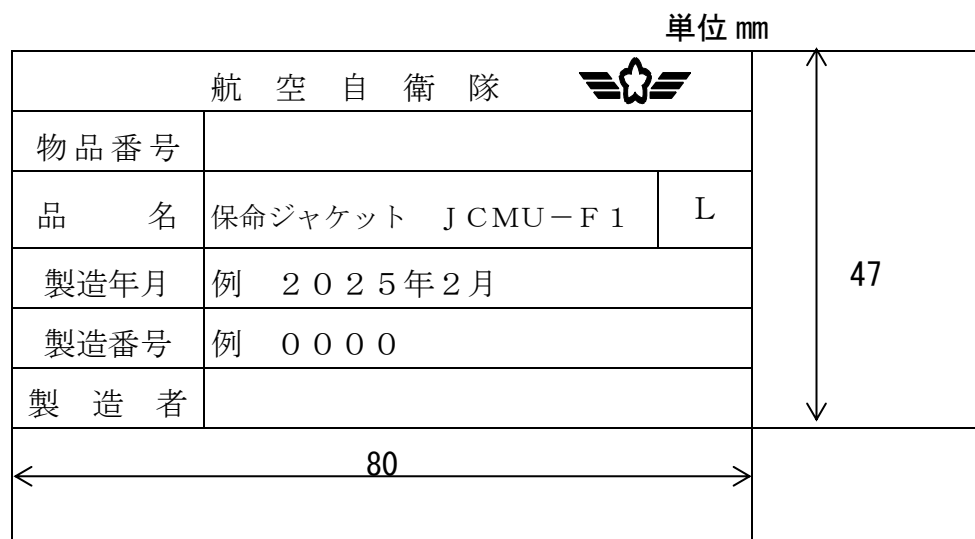 単位 mm
航空自衛隊
物品番号
品名 保命ジャケット JCMU-F1 L
製造年月 例 2025年2月
製造番号 例 0000
製造者
47
80